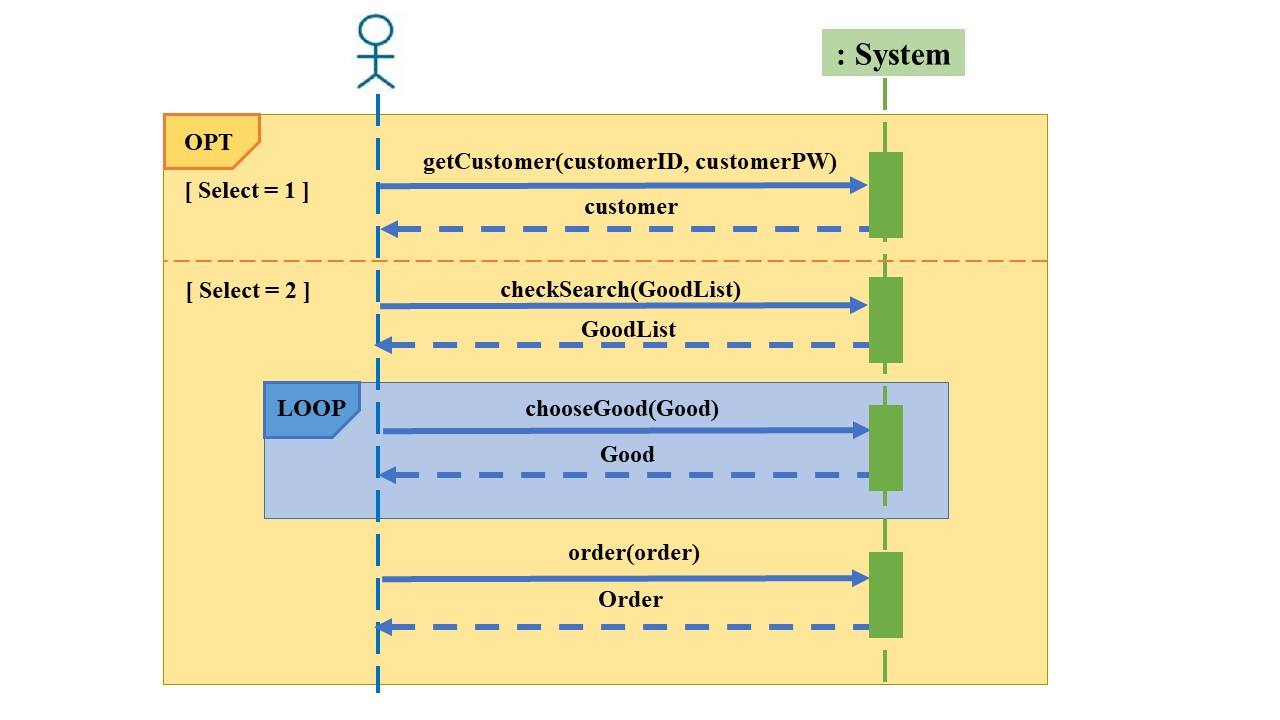 : System
OPT
getCustomer(customerID, customerPW)
[ Select = 1 ]
customer
[ Select = 2 ]
checkSearch(GoodList)
GoodList
LOOP
chooseGood(Good)
Good
order(order)
Order